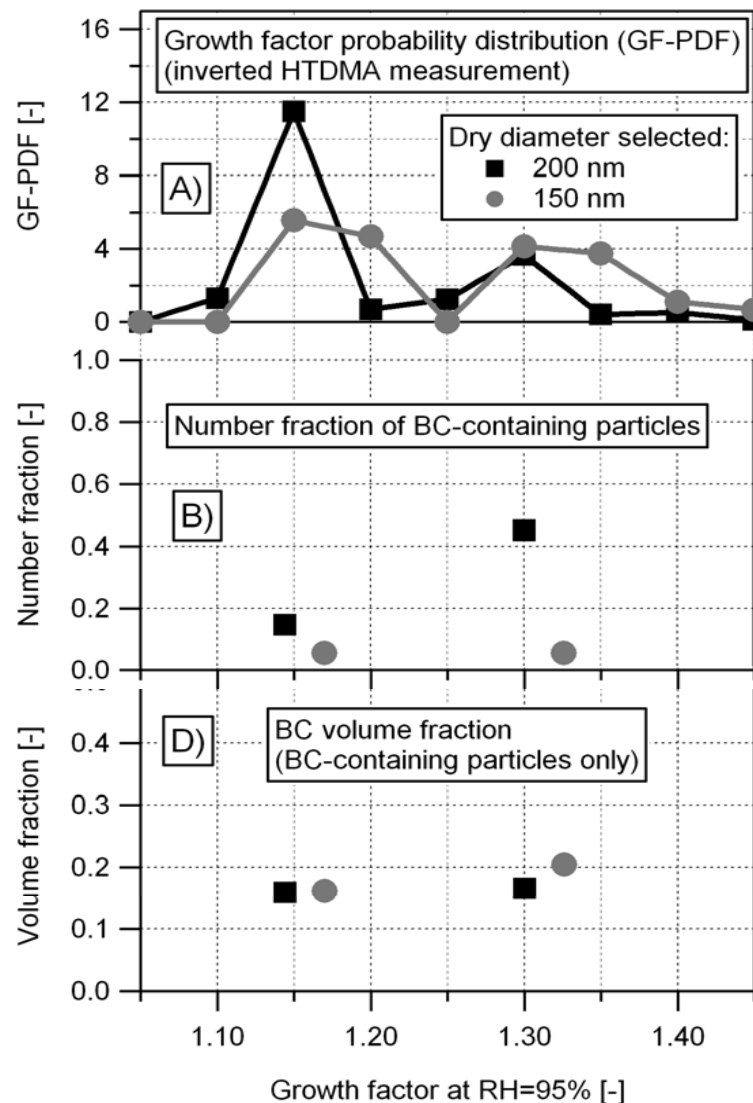 16
12
8
4
0
GF-PDF [-]
Growth factor probability distribution (GF-PDF)
(inverted HTDMA measurement)
Dry diameter selected:
200 nm
150 nm
A)
1.0
0.8
0.6
0.4
0.2
0.0
Number fraction [-]
Number fraction of BC-containing particles
B)
0.4
0.3
0.2
0.1
0.0
Volume fraction [-]
D)
BC volume fraction
(BC-containing particles only)
1.10 1.20 1.30 1.40
Growth factor at RH=95% [-]